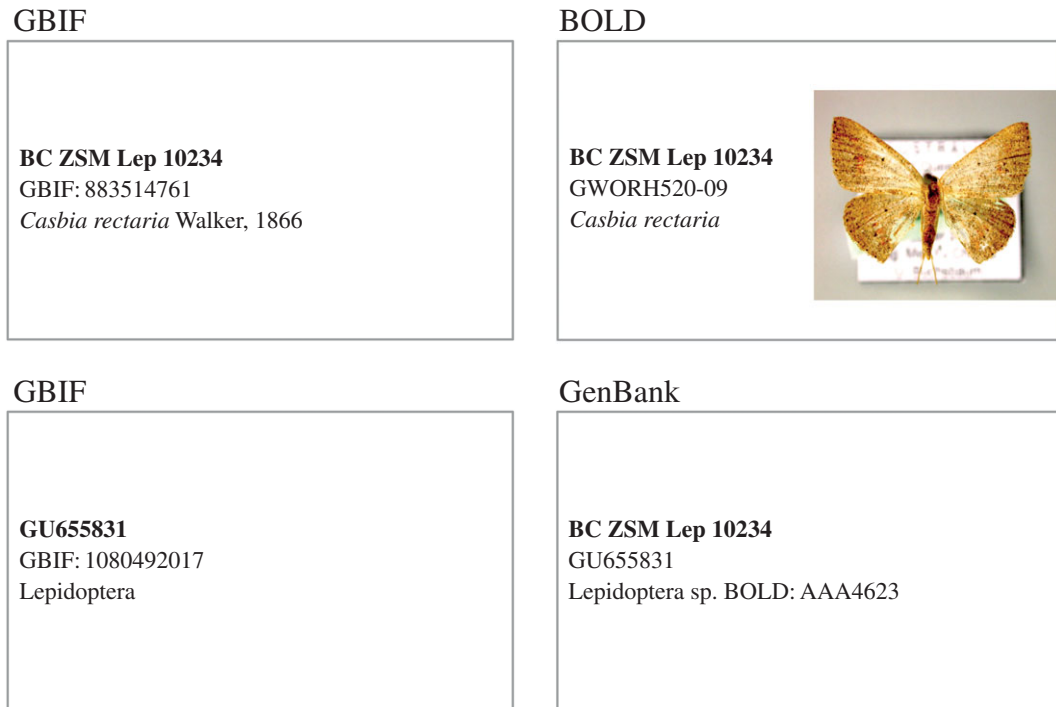 GBIF
BC ZSM Lep 10234
GBIF: 883514761
Casbia rectaria Walker, 1866
BOLD
BC ZSM Lep 10234
GWORH520-09
Casbia rectaria
GBIF
GU655831
GBIF: 1080492017
Lepidoptera
GenBank
BC ZSM Lep 10234
GU655831
Lepidoptera sp. BOLD: AAA4623